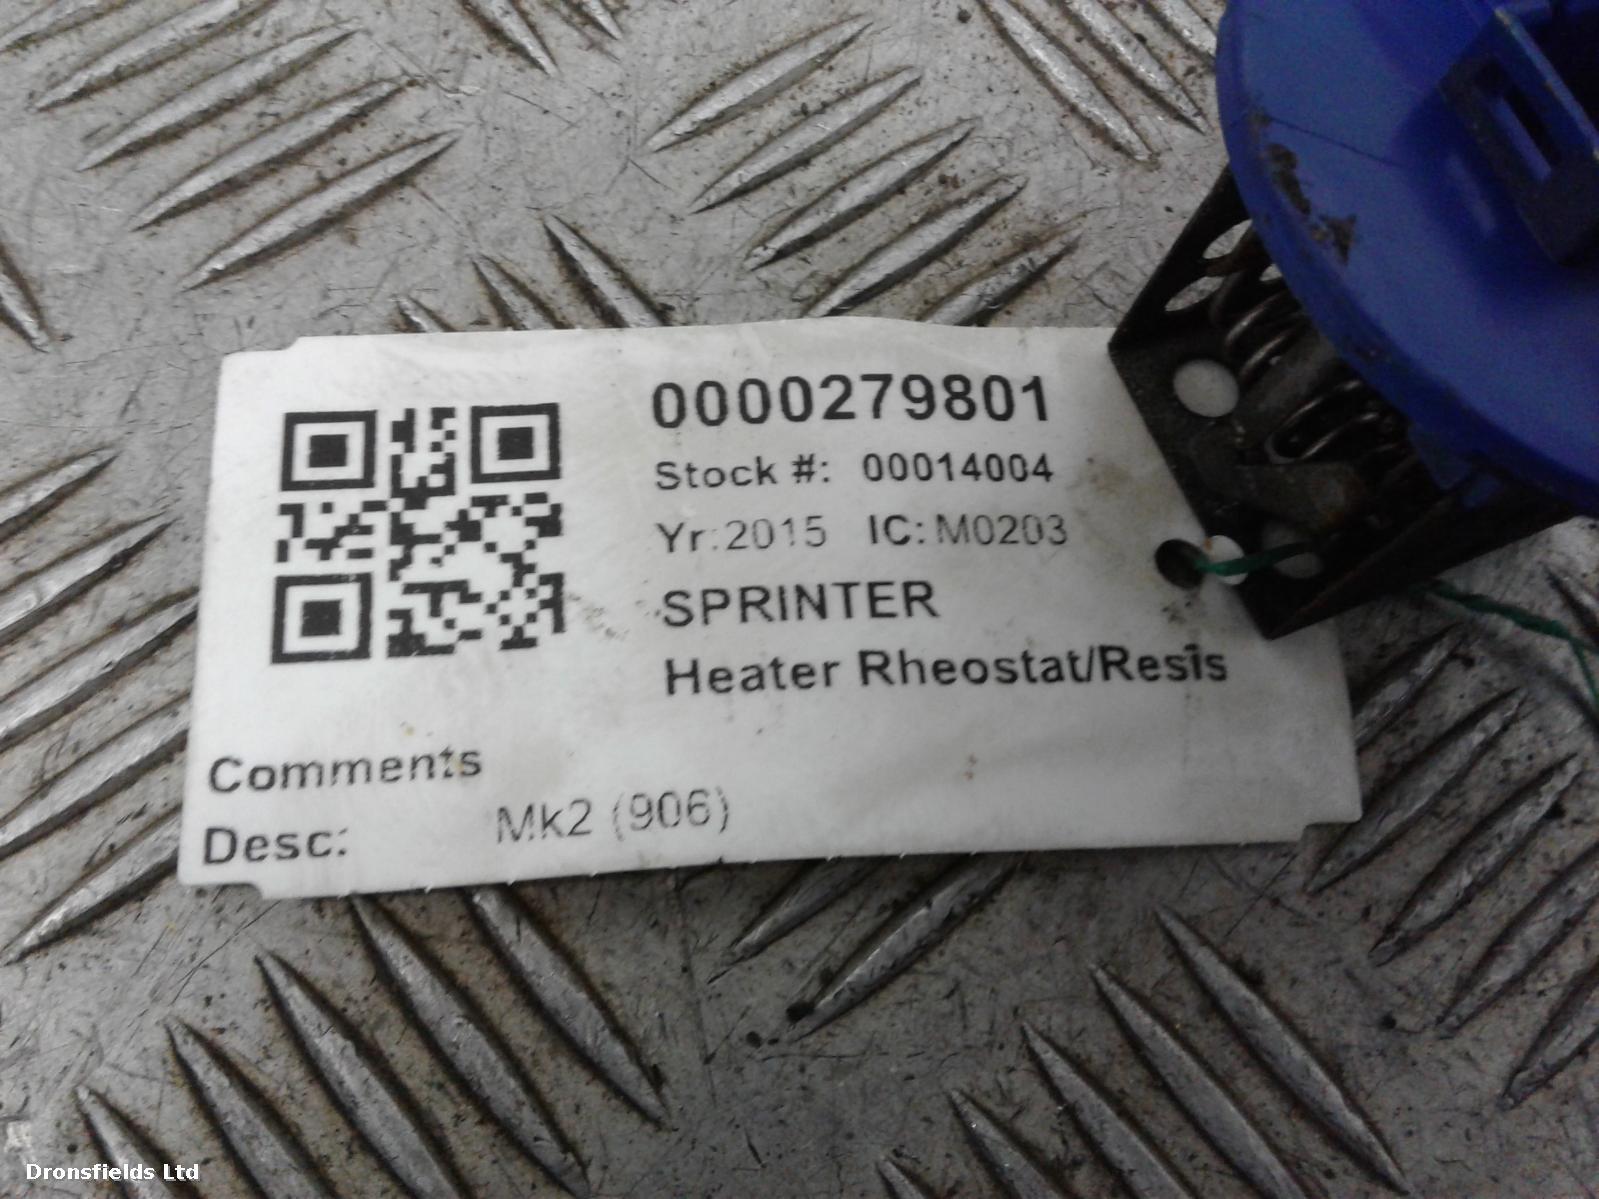 0000279801
Stock #: 00014004
Yr:2015 IC: M0203
SPRINTER
Heater Rheostat/Resis
Comments
Desc: Mk2 (906)
Dronsfields Ltd